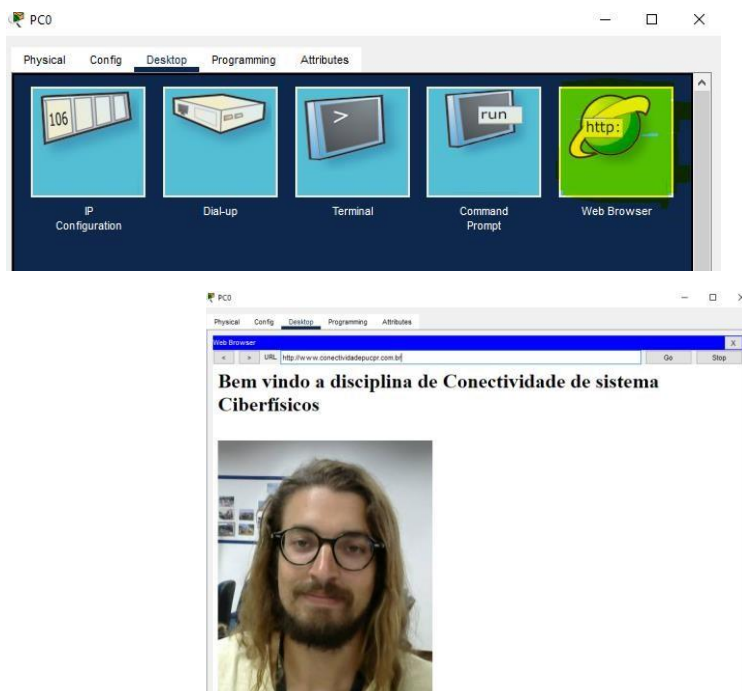 PC0
Physical Config Desktop Programming Attributes
106
>
run
http:
IP
Configuration
Dial-up
Terminal
Command
Prompt
Web Browser
PC0
Physical Config Desktop Programming Attributes
Web Browser X
< > URL http://www.conectividadepucpr.com.br Go Stop
Bem vindo a disciplina de Conectividade de sistema
Ciberfísicos